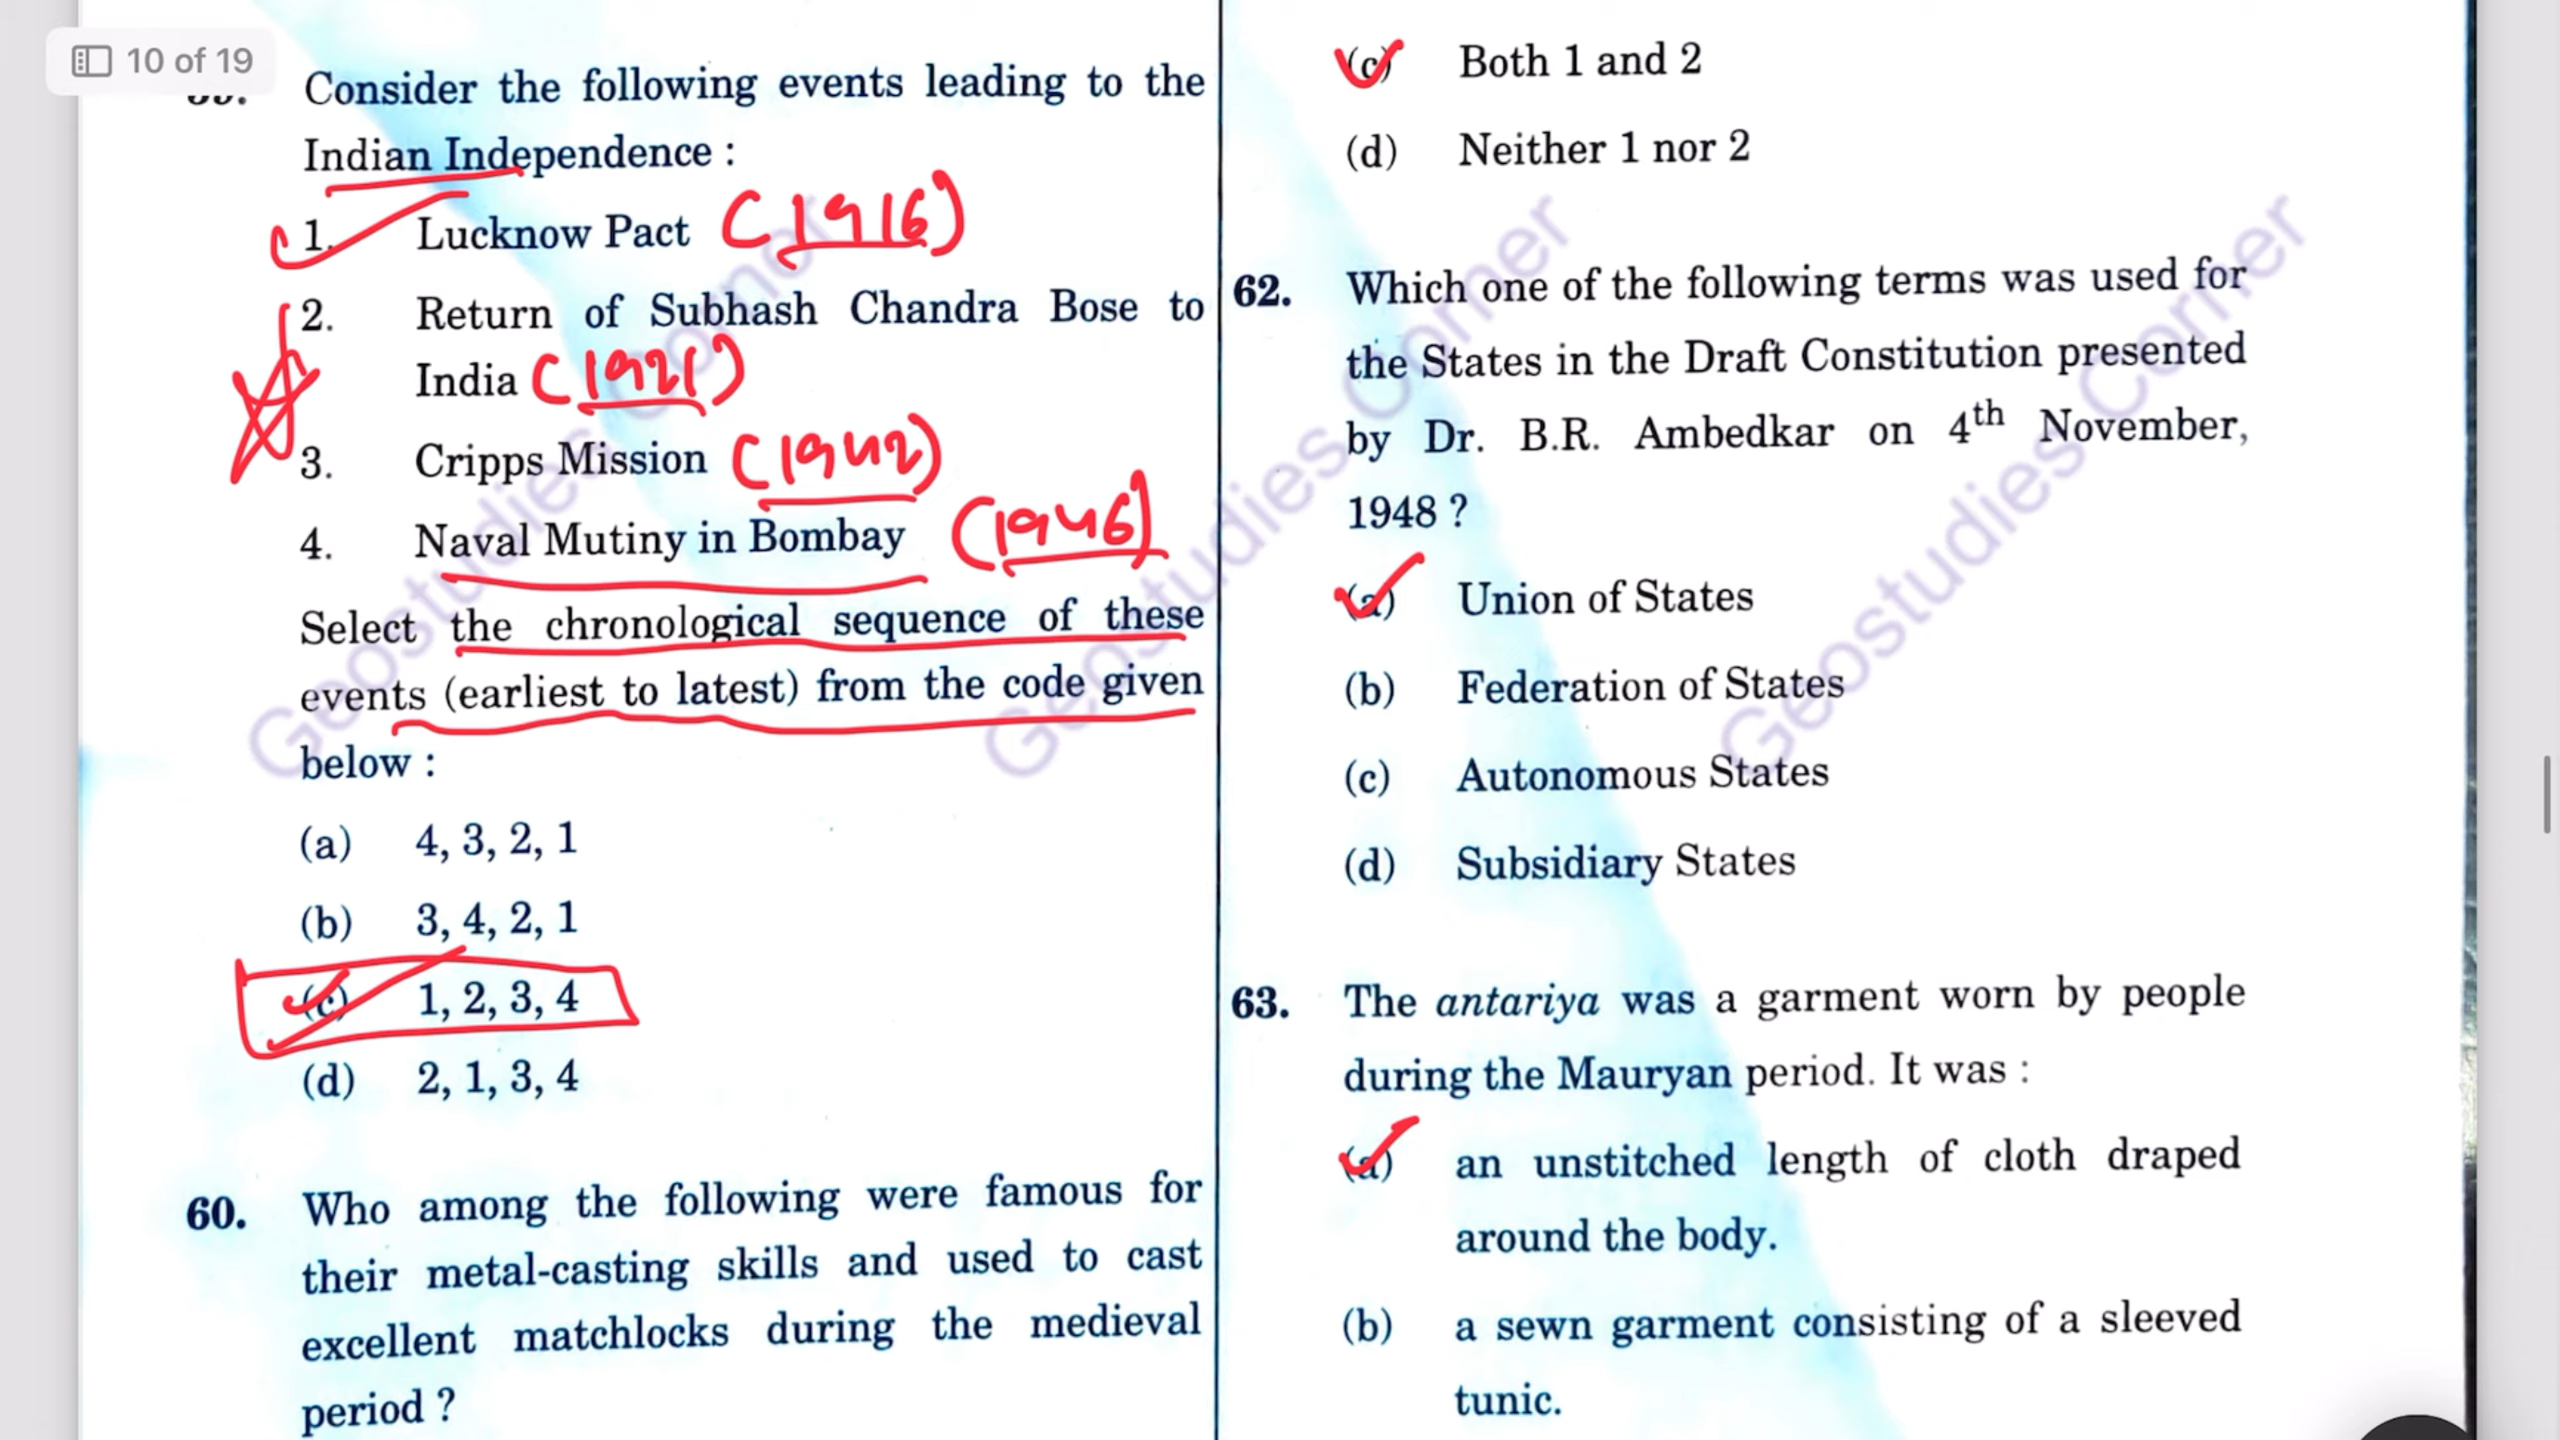 10 of 19
Consider the following events leading to the
Indian Independence :
1. Lucknow Pact (1916)
2. Return of Subhash Chandra Bose to
India (1921)
3. Cripps Mission (1942)
4. Naval Mutiny in Bombay (1946)
Select the chronological sequence of these
events (earliest to latest) from the code given
below :
(a) 4, 3, 2, 1
(b) 3, 4, 2, 1
(c) 1, 2, 3, 4
(d) 2, 1, 3, 4
60. Who among the following were famous for
their metal-casting skills and used to cast
excellent matchlocks during the medieval
period ?
(c) Both 1 and 2
(d) Neither 1 nor 2
62. Which one of the following terms was used for
the States in the Draft Constitution presented
by Dr. B.R. Ambedkar on 4th November,
1948 ?
(a) Union of States
(b) Federation of States
(c) Autonomous States
(d) Subsidiary States
63. The antariya was a garment worn by people
during the Mauryan period. It was :
(a) an unstitched length of cloth draped
around the body.
(b) a sewn garment consisting of a sleeved
tunic.
Geostudies Corner
Geostudies Corner
Geostudies Corner